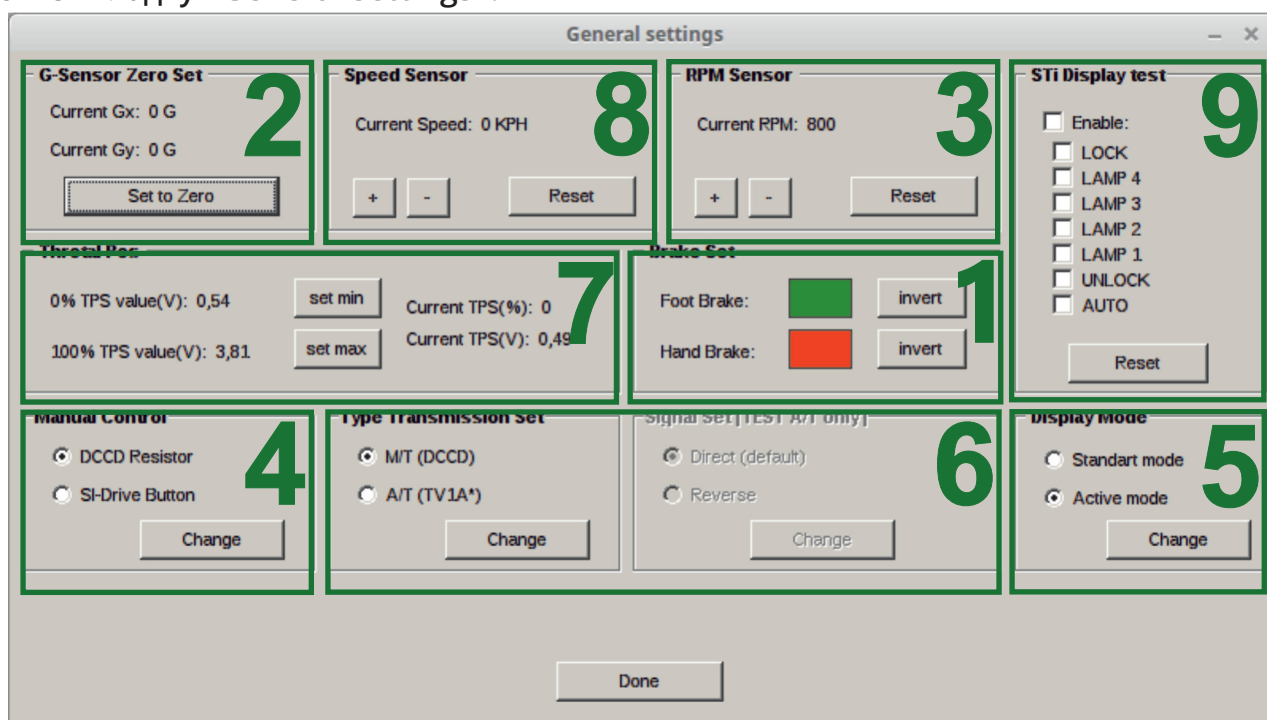 General settings
G-Sensor Zero Set
Current Gx: 0 G
Current Gy: 0 G
Set to Zero
2
Speed Sensor
Current Speed: 0 KPH
+ - Reset
8
RPM Sensor
Current RPM: 800
+ - Reset
3
STi Display test
Enable:
LOCK
LAMP 4
LAMP 3
LAMP 2
LAMP 1
UNLOCK
AUTO
Reset
9
Throtal Pos
0% TPS value(V): 0,54 set min
100% TPS value(V): 3,81 set max
Current TPS(%): 0
Current TPS(V): 0,49
7
Brake Set
Foot Brake: invert
Hand Brake: invert
1
Manual Control
DCCD Resistor
SI-Drive Button
Change
4
Type Transmission Set
M/T (DCCD)
A/T (TV1A*)
Change
Signal Set [TEST A/T only]
Direct (default)
Reverse
Change
6
Display Mode
Standart mode
Active mode
Change
5
Done